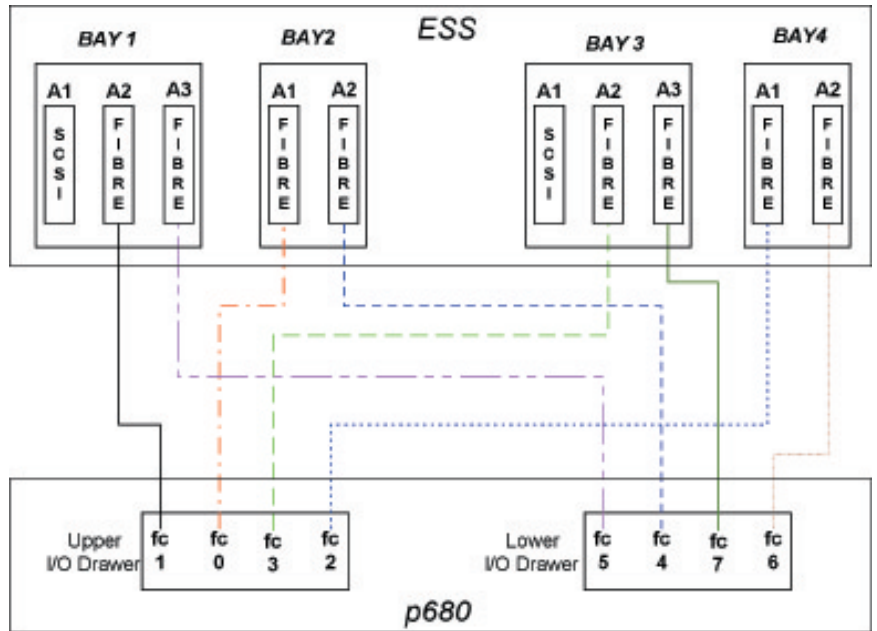 ESS
BAY 1
BAY2
BAY 3
BAY4
A1 A2 A3
A1 A2
A1 A2 A3
A1 A2
SCSI FIBRE FIBRE
FIBRE FIBRE
SCSI FIBRE FIBRE
FIBRE FIBRE
Upper
I/O Drawer
fc fc fc fc
1 0 3 2
Lower
I/O Drawer
fc fc fc fc
5 4 7 6
p680